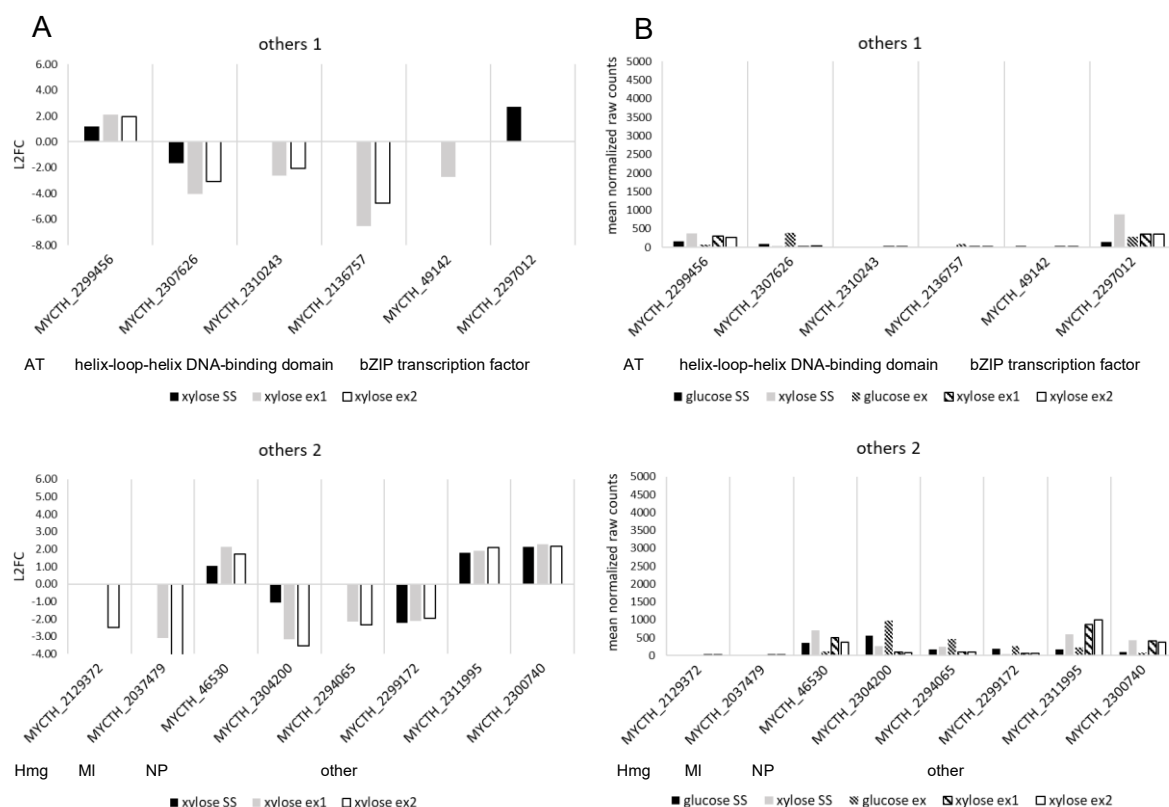 A
others 1
6.00
4.00
2.00
0.00
-2.00
-4.00
-6.00
-8.00
L2FC
MYCTH_2299456
MYCTH_2307626
MYCTH_2310243
MYCTH_2136757
MYCTH_49142
MYCTH_2297012
AT helix-loop-helix DNA-binding domain bZIP transcription factor
xylose SS xylose ex1 xylose ex2
B
others 1
5000
4500
4000
3500
3000
2500
2000
1500
1000
500
0
mean normalized raw counts
MYCTH_2299456
MYCTH_2307626
MYCTH_2310243
MYCTH_2136757
MYCTH_49142
MYCTH_2297012
AT helix-loop-helix DNA-binding domain bZIP transcription factor
glucose SS xylose SS glucose ex xylose ex1 xylose ex2
others 2
6.00
5.00
4.00
3.00
2.00
1.00
0.00
-1.00
-2.00
-3.00
-4.00
L2FC
MYCTH_2129372
MYCTH_2037479
MYCTH_46530
MYCTH_2304200
MYCTH_2294065
MYCTH_2299172
MYCTH_2311995
MYCTH_2300740
Hmg MI NP other
xylose SS xylose ex1 xylose ex2
others 2
5000
4500
4000
3500
3000
2500
2000
1500
1000
500
0
mean normalized raw counts
MYCTH_2129372
MYCTH_2037479
MYCTH_46530
MYCTH_2304200
MYCTH_2294065
MYCTH_2299172
MYCTH_2311995
MYCTH_2300740
Hmg MI NP other
glucose SS xylose SS glucose ex xylose ex1 xylose ex2